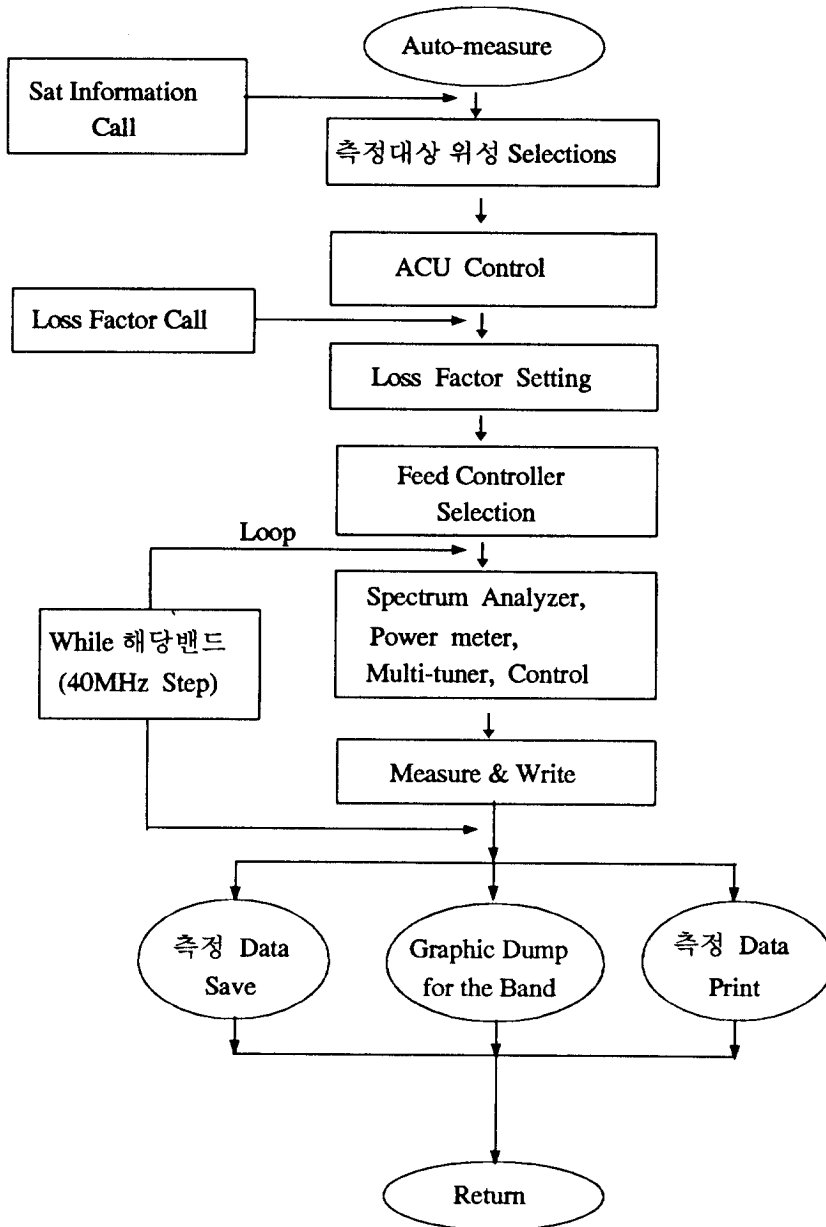 Auto-measure
Sat Information
Call
측정대상 위성 Selections
ACU Control
Loss Factor Call
Loss Factor Setting
Feed Controller
Selection
Loop
While 해당밴드
(40MHz Step)
Spectrum Analyzer,
Power meter,
Multi-tuner, Control
Measure & Write
측정 Data
Save
Graphic Dump
for the Band
측정 Data
Print
Return